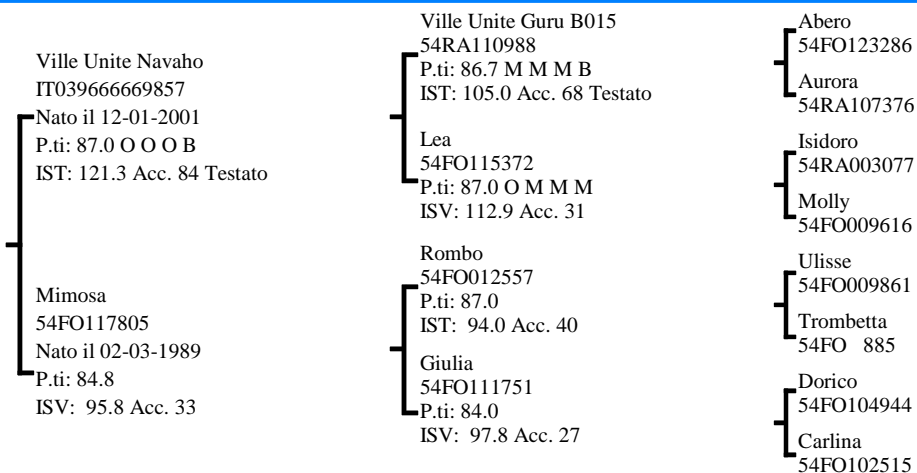 Ville Unite Navaho
IT039666669857
Nato il 12-01-2001
P.ti: 87.0 O O O B
IST: 121.3 Acc. 84 Testato
Mimosa
54FO117805
Nato il 02-03-1989
P.ti: 84.8
ISV: 95.8 Acc. 33
Ville Unite Guru B015
54RA110988
P.ti: 86.7 M M M B
IST: 105.0 Acc. 68 Testato
Lea
54FO115372
P.ti: 87.0 O M M M
ISV: 112.9 Acc. 31
Rombo
54FO012557
P.ti: 87.0
IST: 94.0 Acc. 40
Giulia
54FO111751
P.ti: 84.0
ISV: 97.8 Acc. 27
Abero
54FO123286
Aurora
54RA107376
Isidoro
54RA003077
Molly
54FO009616
Ulisse
54FO009861
Trombetta
54FO 885
Dorico
54FO104944
Carlina
54FO102515